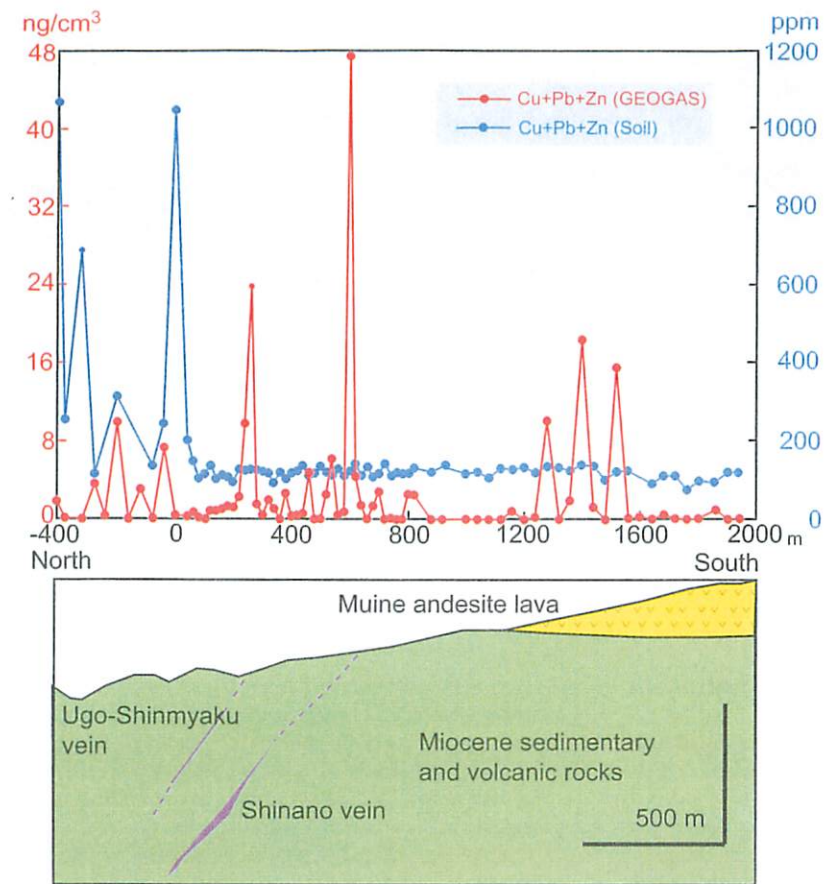 ng/cm³
ppm
48
40
32
24
16
8
0
1200
1000
800
600
400
200
0
Cu+Pb+Zn (GEOGAS)
Cu+Pb+Zn (Soil)
-400
0
400
800
1200
1600
2000 m
North
South
Muine andesite lava
Ugo-Shinmyaku
vein
Miocene sedimentary
and volcanic rocks
Shinano vein
500 m